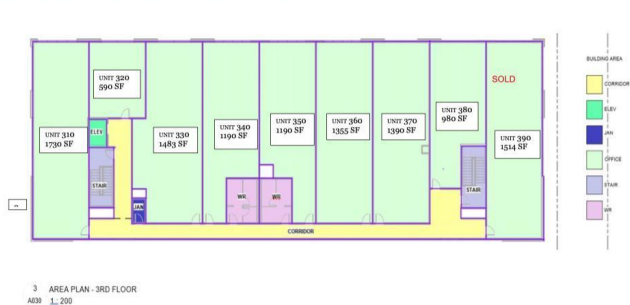 SOLD
BUILDING AREA
CORRIDOR
ELEV
JAN
OFFICE
STAIR
WR
UNIT 320
590 SF
UNIT 310
1730 SF
UNIT 330
1483 SF
UNIT 340
1190 SF
UNIT 350
1190 SF
UNIT 360
1355 SF
UNIT 370
1390 SF
UNIT 380
980 SF
UNIT 390
1514 SF
ELEV
STAIR
JAN
WR
WR
STAIR
CORRIDOR
3 AREA PLAN - 3RD FLOOR
A030 1 : 200